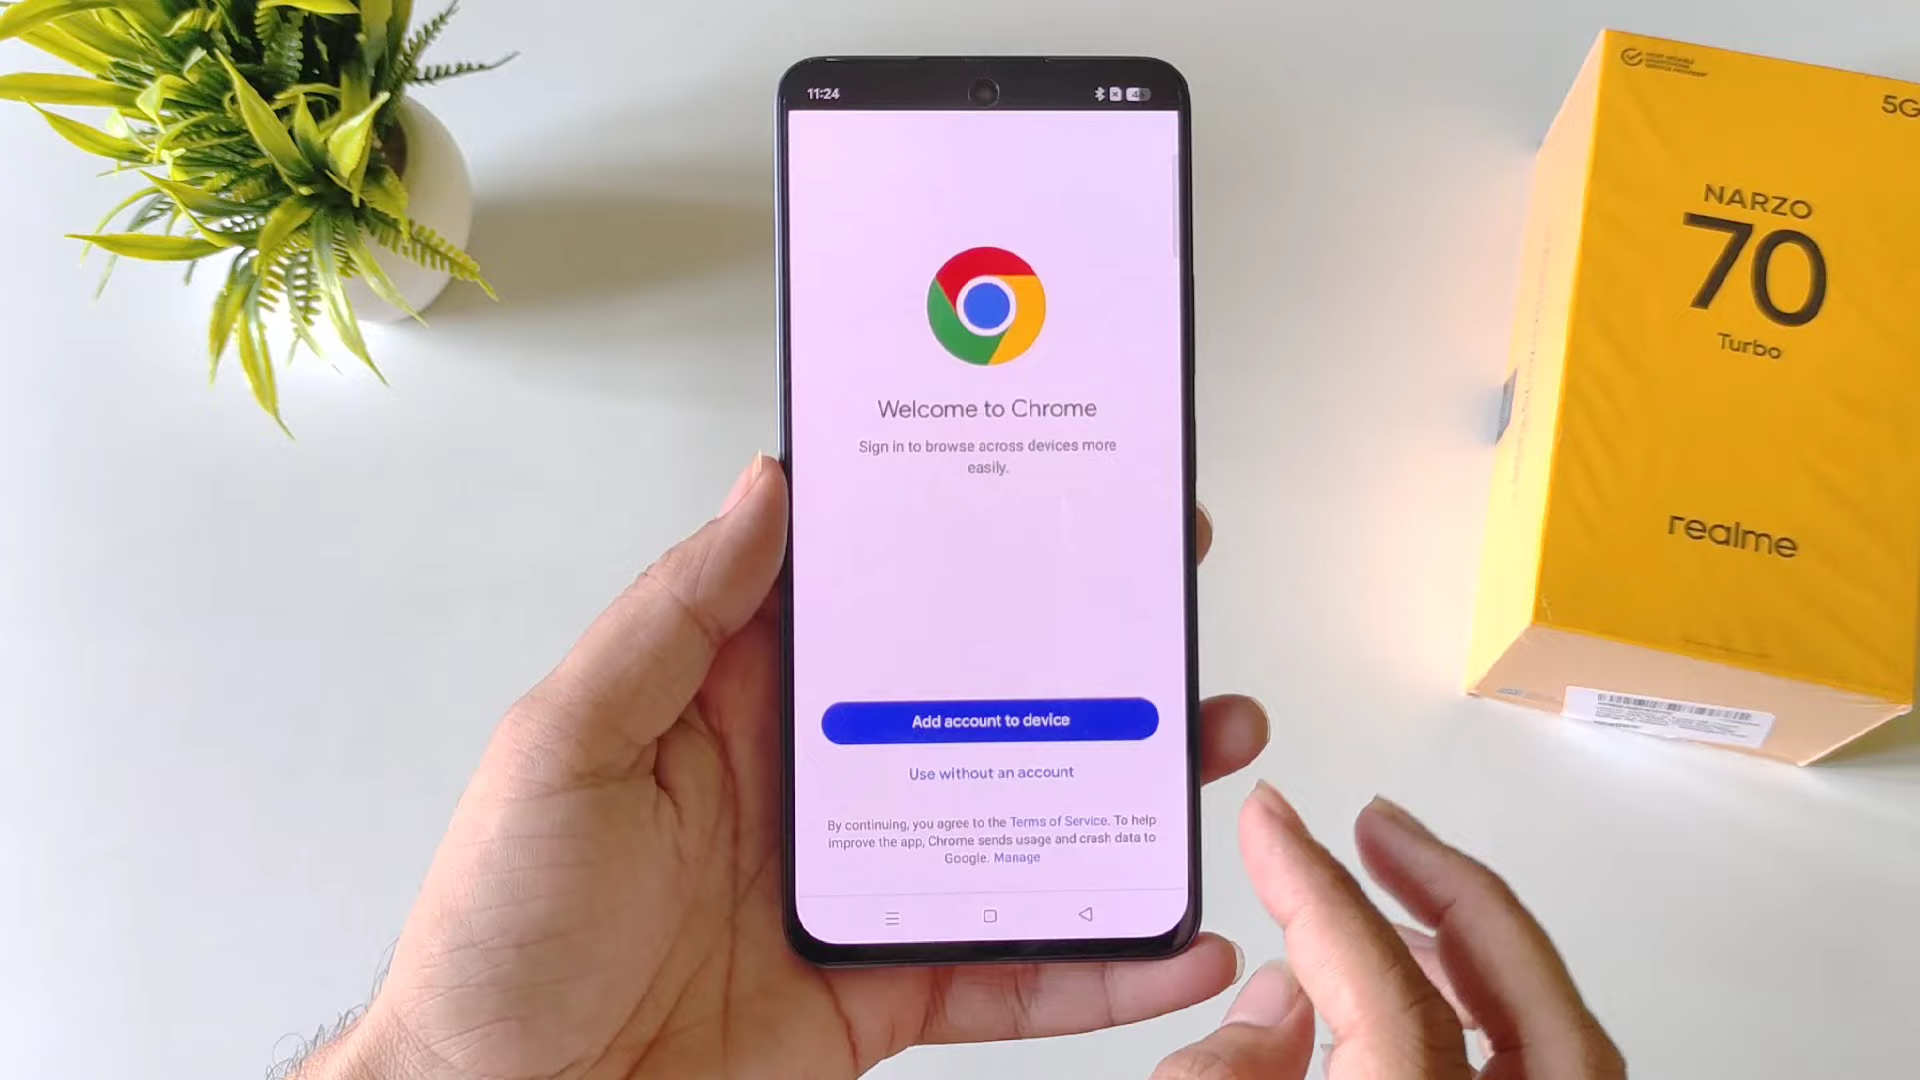 11:24
46
Welcome to Chrome
Sign in to browse across devices more
easily.
Add account to device
Use without an account
By continuing, you agree to the Terms of Service. To help
improve the app, Chrome sends usage and crash data to
Google. Manage
5G
NARZO
70
Turbo
realme